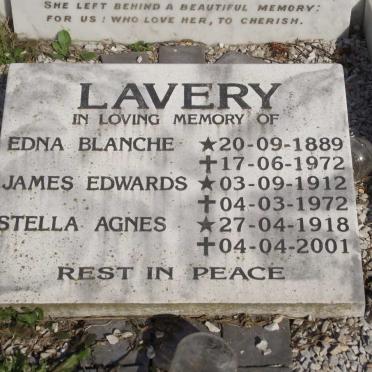 SHE LEFT BEHIND A BEAUTIFUL MEMORY:
FOR US: WHO LOVE HER, TO CHERISH.
LAVERY
IN LOVING MEMORY OF
EDNA BLANCHE ★20-09-1889
✝17-06-1972
JAMES EDWARDS ★03-09-1912
✝04-03-1972
STELLA AGNES ★27-04-1918
✝04-04-2001
REST IN PEACE